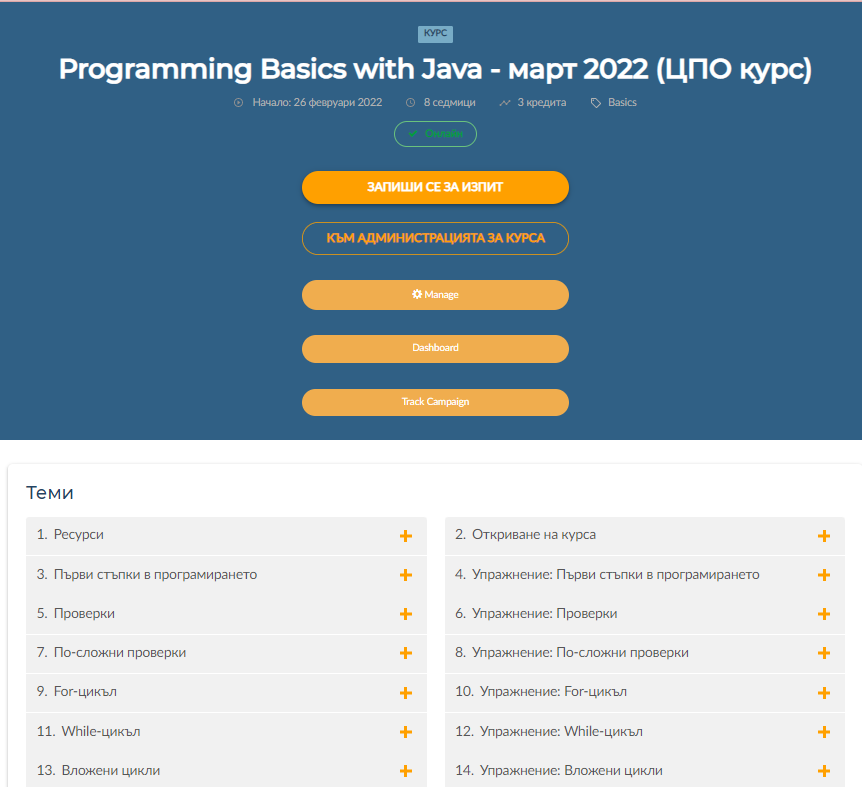 КУРС
Programming Basics with Java - март 2022 (ЦПО курс)
Начало: 26 февруари 2022 8 седмици 3 кредита Basics
Онлайн
ЗАПИШИ СЕ ЗА ИЗПИТ
КЪМ АДМИНИСТРАЦИЯТА ЗА КУРСА
Manage
Dashboard
Track Campaign
Теми
1. Ресурси
2. Откриване на курса
3. Първи стъпки в програмирането
4. Упражнение: Първи стъпки в програмирането
5. Проверки
6. Упражнение: Проверки
7. По-сложни проверки
8. Упражнение: По-сложни проверки
9. For-цикъл
10. Упражнение: For-цикъл
11. While-цикъл
12. Упражнение: While-цикъл
13. Вложени цикли
14. Упражнение: Вложени цикли